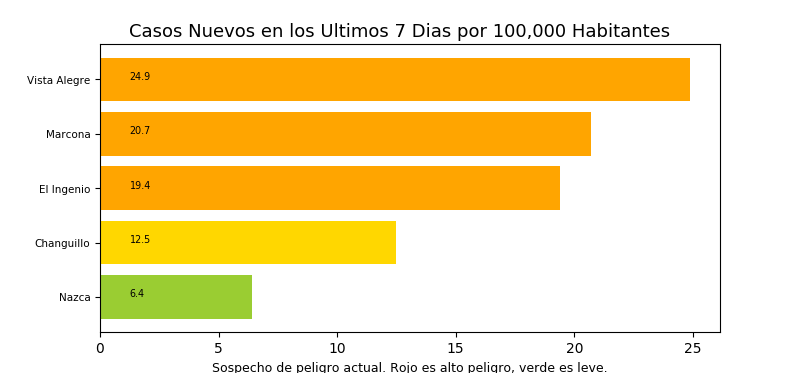 Casos Nuevos en los Ultimos 7 Dias por 100,000 Habitantes
Vista Alegre 24.9
Marcona 20.7
El Ingenio 19.4
Changuillo 12.5
Nazca 6.4
0 5 10 15 20 25
Sospecho de peligro actual. Rojo es alto peligro, verde es leve.